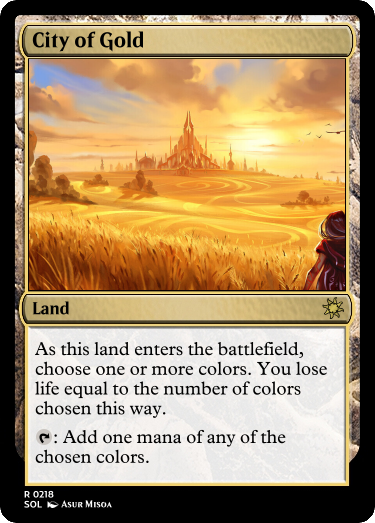 City of Gold
Land
As this land enters the battlefield,
choose one or more colors. You lose
life equal to the number of colors
chosen this way.
: Add one mana of any of the
chosen colors.
R 0218
SOL Asur Misoa